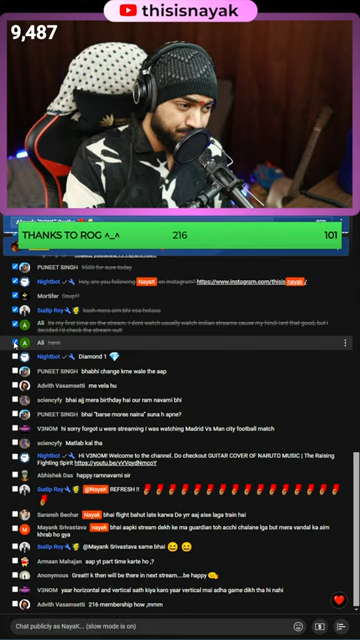 thisisnayak
9,487
THANKS TO ROG ^_^ 216 101
PUNEET SINGH 9500 for sure today
Nightbot Hey, are you following Nayak on instagram? https://www.instagram.com/thisisnayak/
Mortifer
Sudip Roy kash mera aim bhi esa hotaaa
Ali Its my first time on the stream. I dont watch usually watch indian streams cause my hindi isnt that good, but i
decided i'd check the stream out!
Ali rank
Nightbot Diamond 1 💎
PUNEET SINGH bhabhi change krne wale the aap
Advith Vasamsetti me vela hu
sciencyfy bhai ajj mera birthday hai our ram navami bhi
PUNEET SINGH bhai "barse moree naina" suna h apne?
V3NOM hi sorry forgot u were streaming i was watching Madrid Vs Man city football match
sciencyfy Matlab kal tha
Nightbot HI V3NOM! Welcome to the channel. Do checkout GUITAR COVER OF NARUTO MUSIC | The Raising
Fighting Spirit https://youtu.be/vVvqydNmcoY
Abhishek Das happy ramnavami sir
Sudip Roy @NayaK REFRESH !!
Saransh Beohar Nayak bhai flight bahut late karwa De yrr aaj aise laga train hai
Mayank Srivastava nayak bhai aapki stream dekh ke ma guardian toh acchi chalane lga but mera vandal ka aim
khrab ho gya
Sudip Roy @Mayank Srivastava same bhai 😆 😆
Armaan Mahajan aap yt part time karte ho ,?
Anonymous Great!! k then will be there in next stream....be happy
V3NOM yaar horizontal and vertical sath kiya karo yaar vertical mai adha game dikh tha hi nahi
Advith Vasamsetti 216 membership how ,mmm
Chat publicly as NayaK... (slow mode is on)